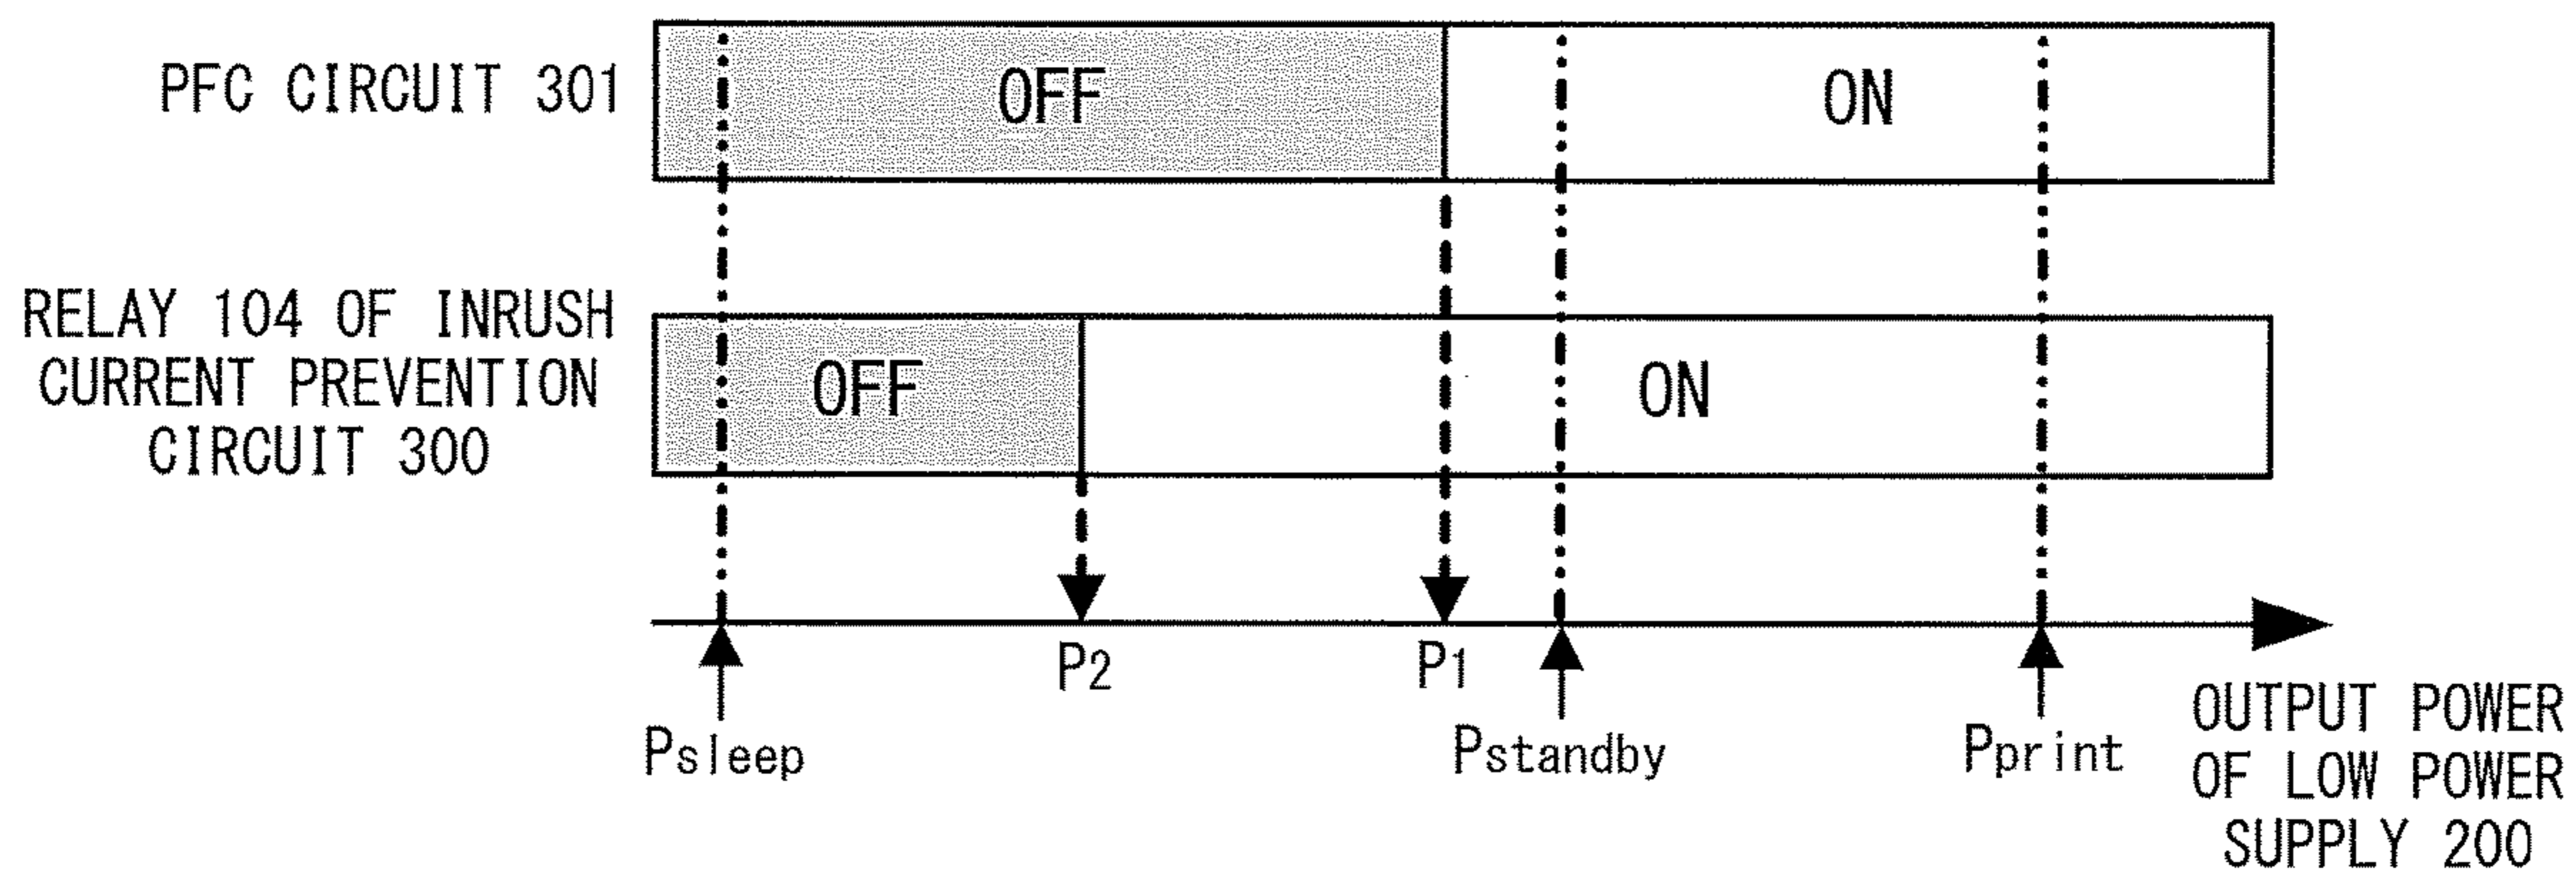 PFC CIRCUIT 301
OFF
ON
RELAY 104 OF INRUSH
CURRENT PREVENTION
CIRCUIT 300
OFF
ON
P2
P1
Psleep
Pstandby
Pprint
OUTPUT POWER
OF LOW POWER
SUPPLY 200